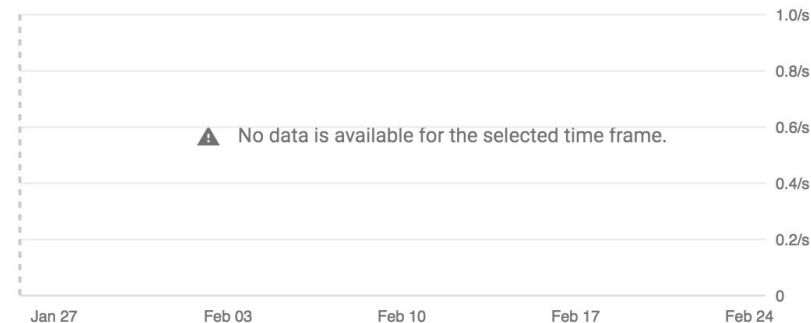 1.0/s
0.8/s
No data is available for the selected time frame.
0.6/s
0.4/s
0.2/s
0
Jan 27 Feb 03 Feb 10 Feb 17 Feb 24